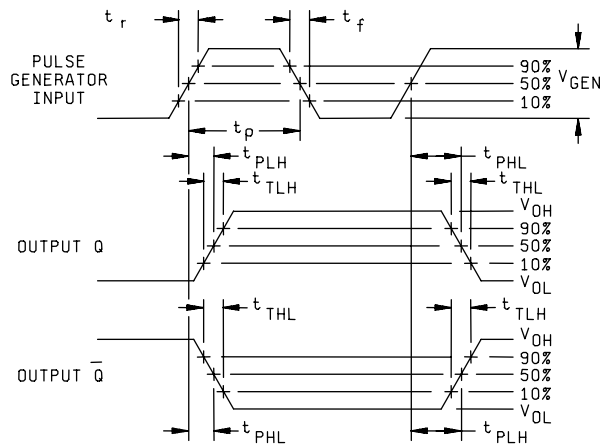 t r
t f
PULSE
GENERATOR
INPUT
90%
50%
10%
V GEN
t p
t PLH
t PHL
t TLH
t THL
OUTPUT Q
V OH
90%
50%
10%
V OL
t THL
t TLH
OUTPUT Q̅
V OH
90%
50%
10%
V OL
t PHL
t PLH